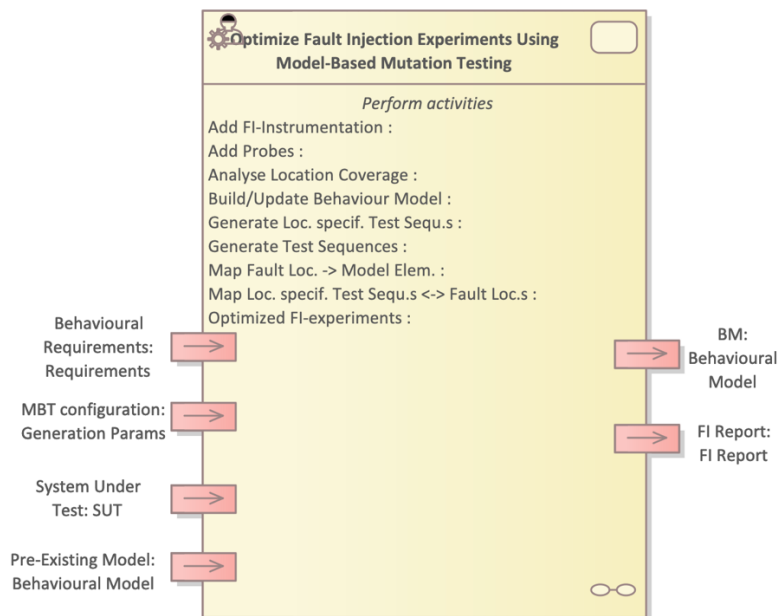 Optimize Fault Injection Experiments Using
Model-Based Mutation Testing
Perform activities
Add FI-Instrumentation :
Add Probes :
Analyse Location Coverage :
Build/Update Behaviour Model :
Generate Loc. specif. Test Sequ.s :
Generate Test Sequences :
Map Fault Loc. -> Model Elem. :
Map Loc. specif. Test Sequ.s <-> Fault Loc.s :
Optimized FI-experiments :
Behavioural
Requirements:
Requirements
MBT configuration:
Generation Params
System Under
Test: SUT
Pre-Existing Model:
Behavioural Model
BM:
Behavioural
Model
FI Report:
FI Report